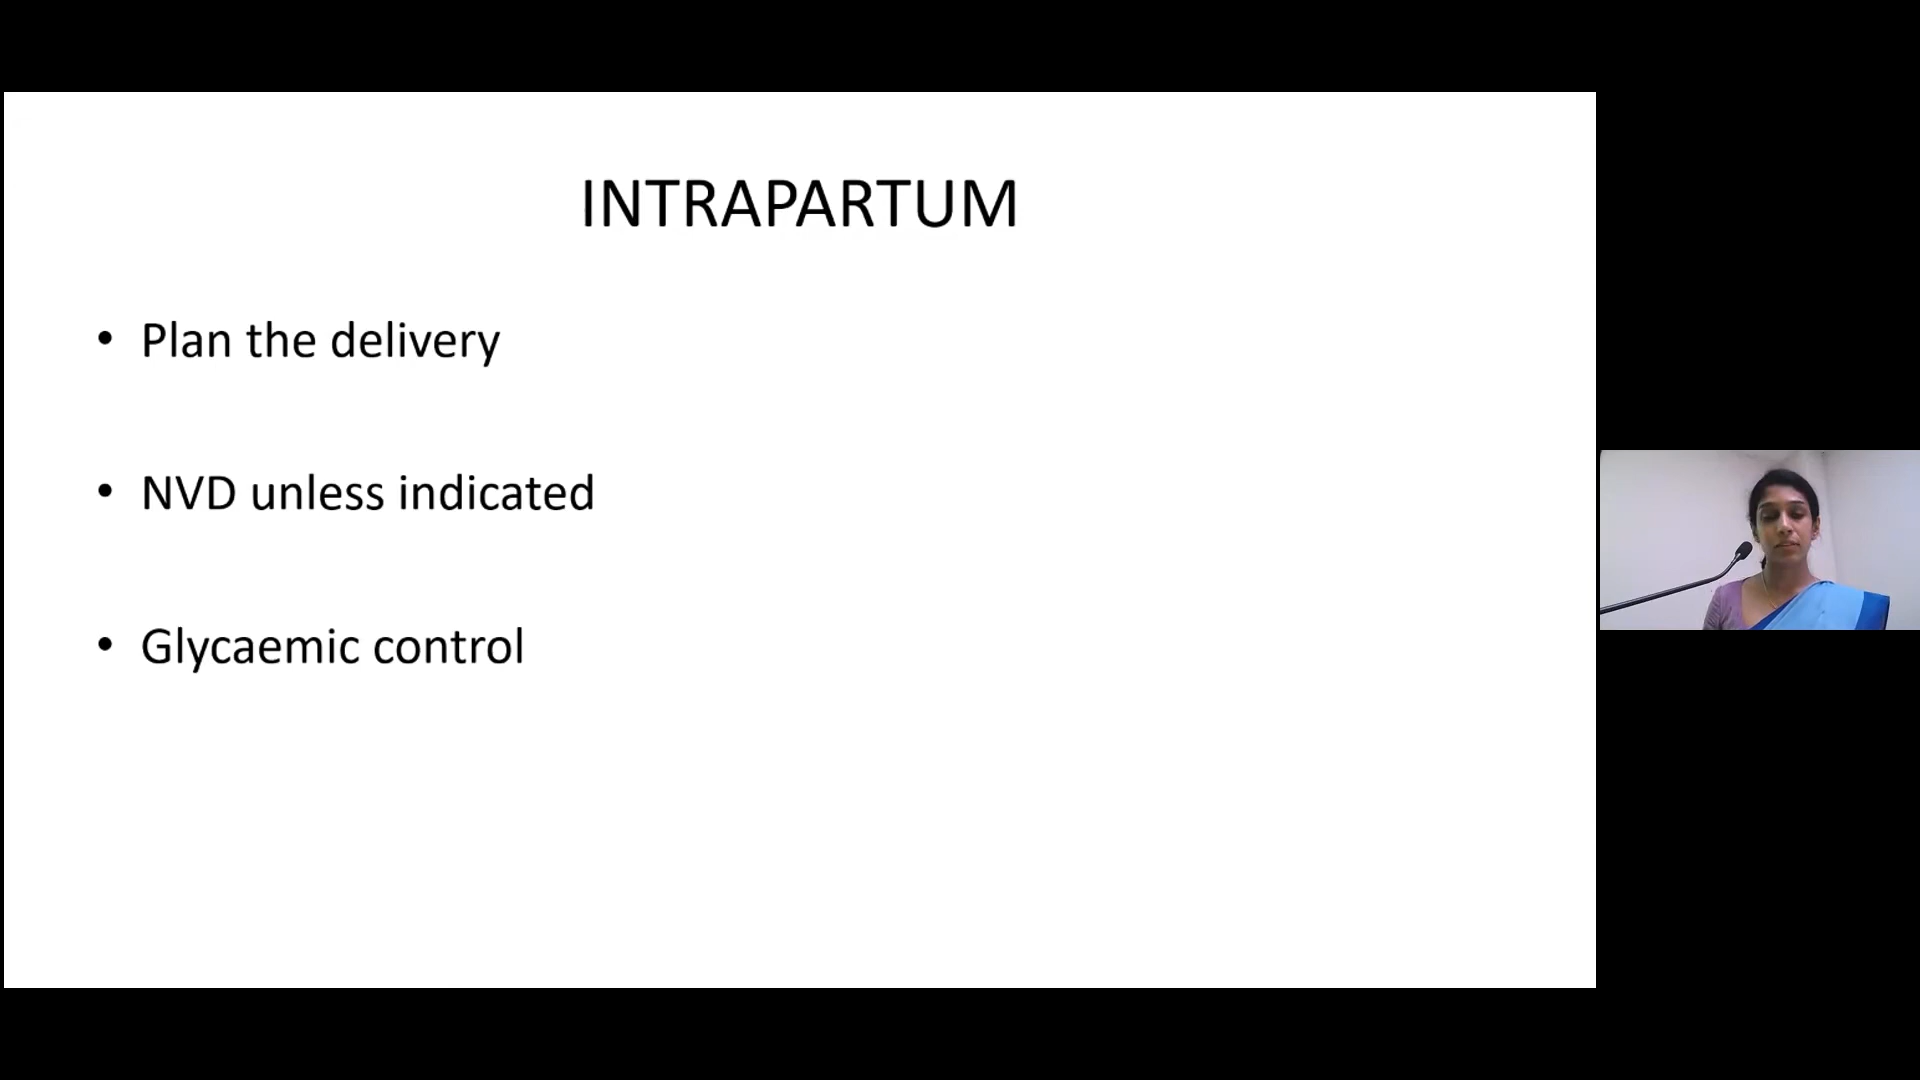 INTRAPARTUM
• Plan the delivery
• NVD unless indicated
• Glycaemic control